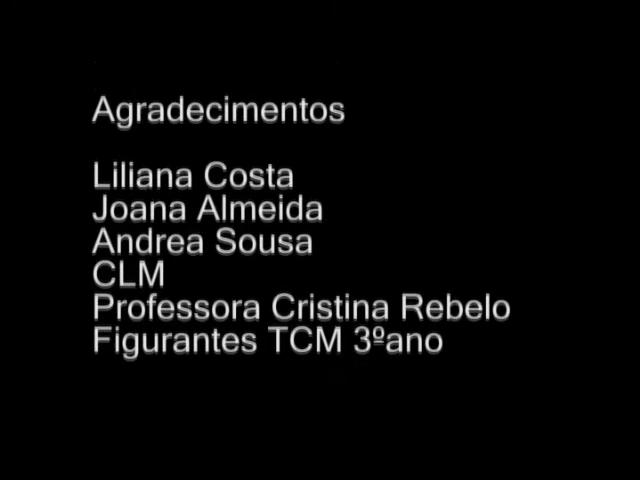 Agradecimentos
Liliana Costa
Joana Almeida
Andrea Sousa
CLM
Professora Cristina Rebelo
Figurantes TCM 3ºano